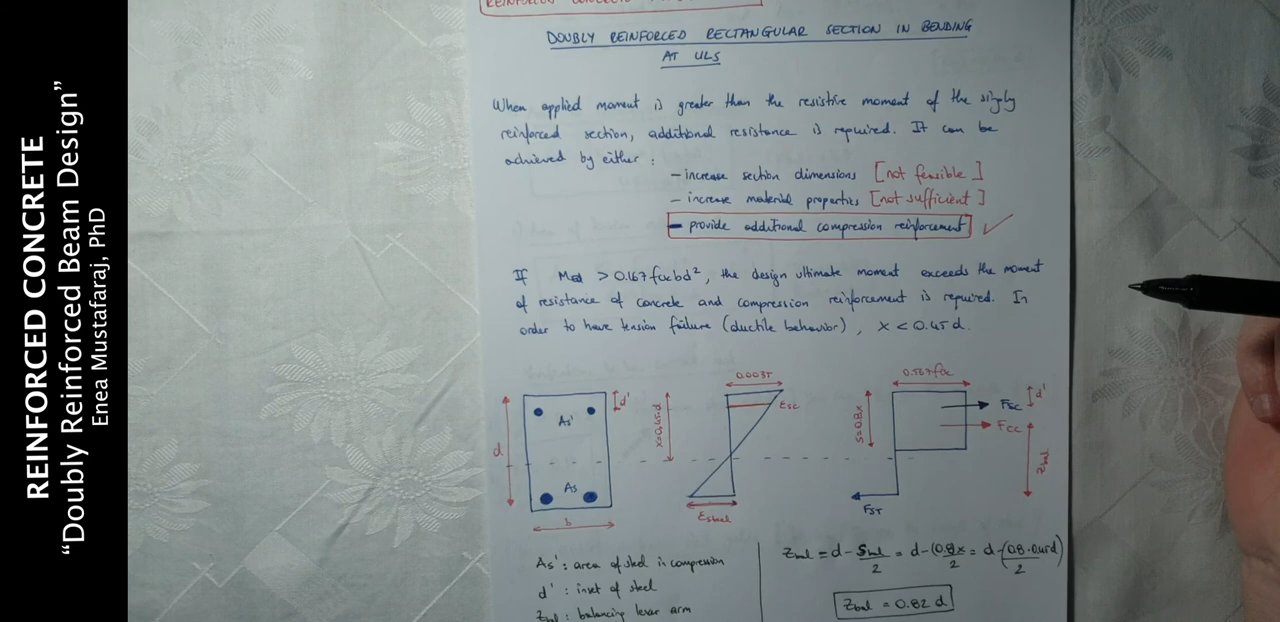 REINFORCED CONCRETE
“Doubly Reinforced Beam Design”
Enea Mustafaraj, PhD
DOUBLY REINFORCED RECTANGULAR SECTION IN BENDING
AT ULS
When applied moment is greater than the resistive moment of the singly
reinforced section, additional resistance is required. It can be
achieved by either :
- increase section dimensions [not feasible]
- increase material properties [not sufficient]
- provide additional compression reinforcement ✓
If MEd > 0.167 fck bd², the design ultimate moment exceeds the moment
of resistance of concrete and compression reinforcement is required. In
order to have tension failure (ductile behavior), x < 0.45 d.
0.0035
0.567fck
d'
As'
d
x=0.45d
εsc
s=0.8x
Fsc
d'
Fcc
zbal
As
εsteel
FST
b
As' : area of steel in compression
d' : inset of steel
Zbal : balancing lever arm
Zbal = d - Sbal/2 = d - (0.8x)/2 = d - (0.8·0.45d)/2
Zbal = 0.82 d